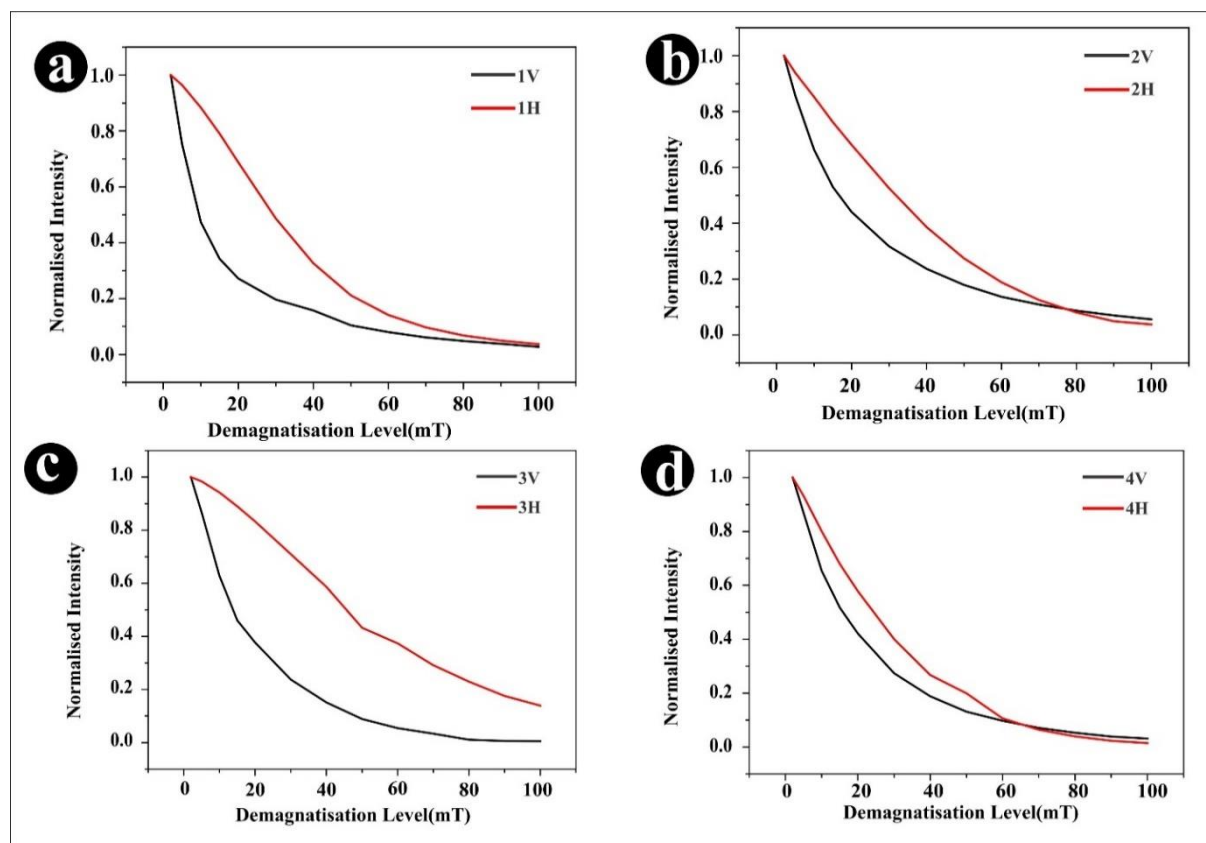 a
1V
1H
1.0
0.8
0.6
0.4
0.2
0.0
Normalised Intensity
0 20 40 60 80 100
Demagnatisation Level(mT)
b
2V
2H
1.0
0.8
0.6
0.4
0.2
0.0
Normalised Intensity
0 20 40 60 80 100
Demagnatisation Level(mT)
c
3V
3H
1.0
0.8
0.6
0.4
0.2
0.0
Normalised Intensity
0 20 40 60 80 100
Demagnatisation Level(mT)
d
4V
4H
1.0
0.8
0.6
0.4
0.2
0.0
Normalised Intensity
0 20 40 60 80 100
Demagnatisation Level(mT)